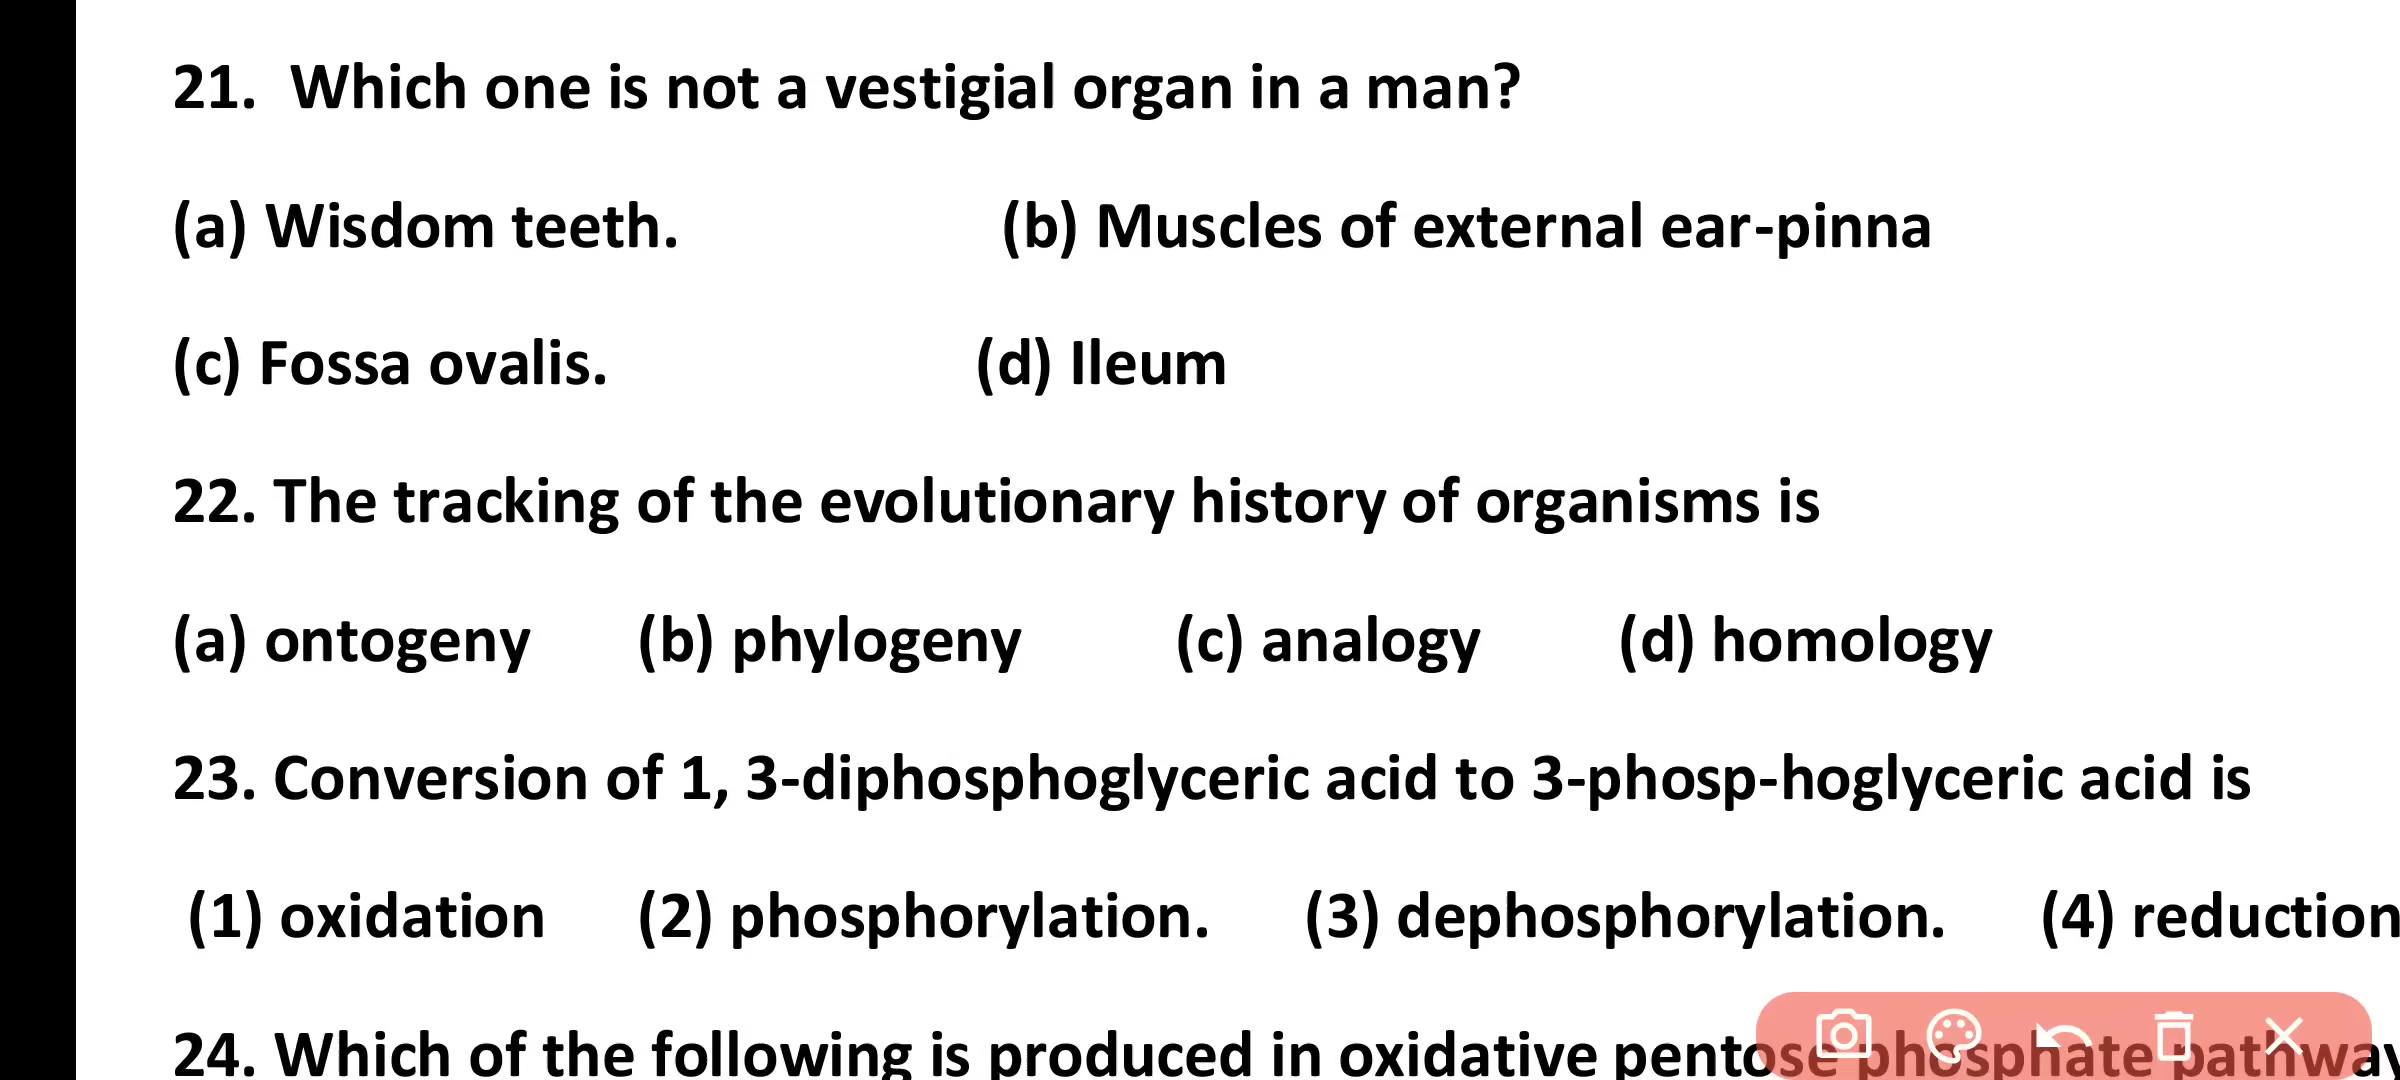 21. Which one is not a vestigial organ in a man?
(a) Wisdom teeth. (b) Muscles of external ear-pinna
(c) Fossa ovalis. (d) Ileum
22. The tracking of the evolutionary history of organisms is
(a) ontogeny (b) phylogeny (c) analogy (d) homology
23. Conversion of 1, 3-diphosphoglyceric acid to 3-phosp-hoglyceric acid is
(1) oxidation (2) phosphorylation. (3) dephosphorylation. (4) reduction
24. Which of the following is produced in oxidative pentose phosphate pathway